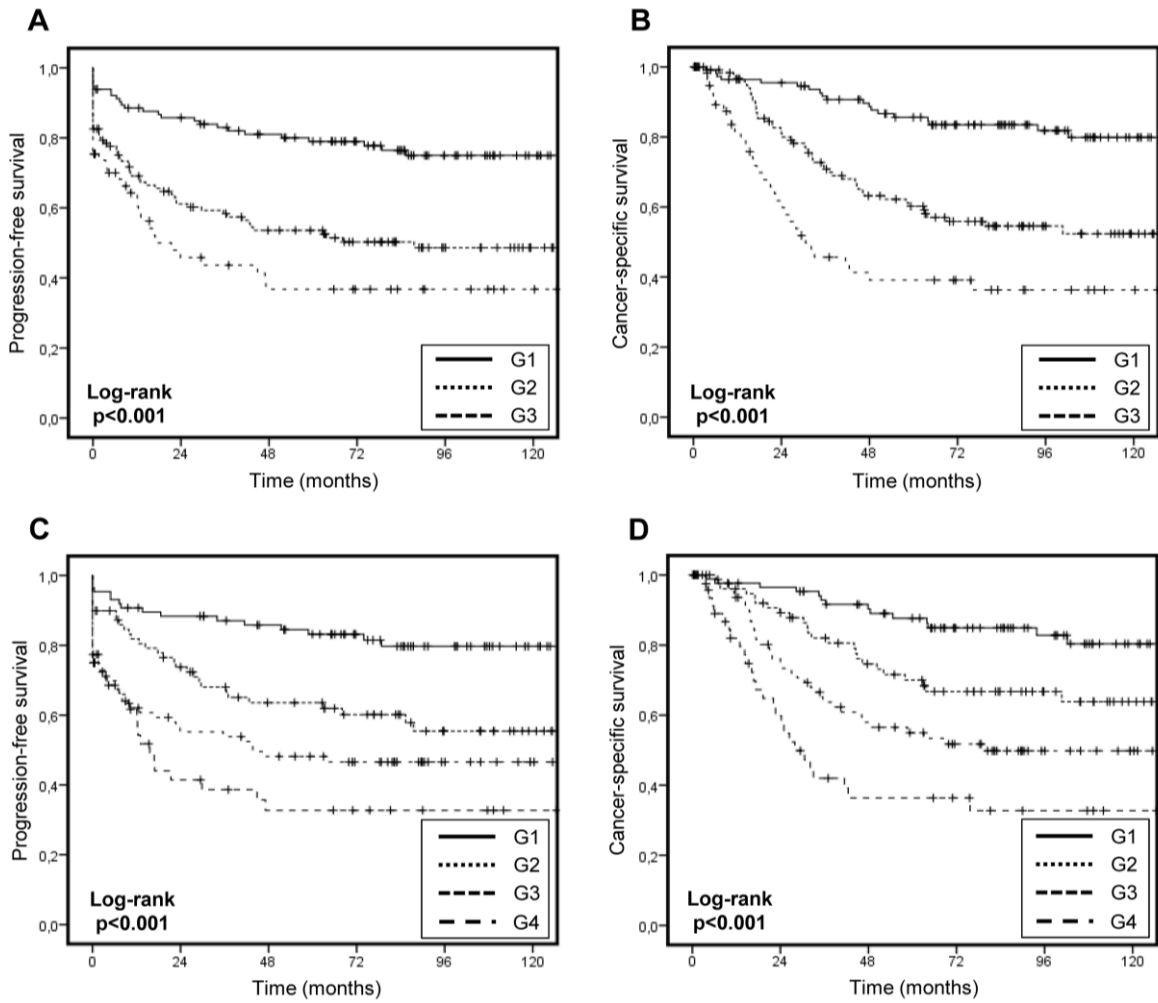 A
Progression-free survival
1,0
0,8
0,6
0,4
0,2
0,0
G1
G2
G3
Log-rank
p<0.001
0 24 48 72 96 120
Time (months)
B
Cancer-specific survival
1,0
0,8
0,6
0,4
0,2
0,0
G1
G2
G3
Log-rank
p<0.001
0 24 48 72 96 120
Time (months)
C
Progression-free survival
1,0
0,8
0,6
0,4
0,2
0,0
G1
G2
G3
G4
Log-rank
p<0.001
0 24 48 72 96 120
Time (months)
D
Cancer-specific survival
1,0
0,8
0,6
0,4
0,2
0,0
G1
G2
G3
G4
Log-rank
p<0.001
0 24 48 72 96 120
Time (months)